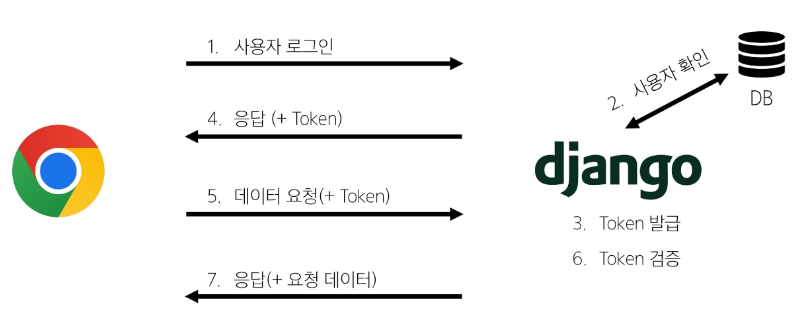 1. 사용자 로그인
2. 사용자 확인
DB
4. 응답 (+ Token)
django
5. 데이터 요청(+ Token)
3. Token 발급
6. Token 검증
7. 응답(+ 요청 데이터)